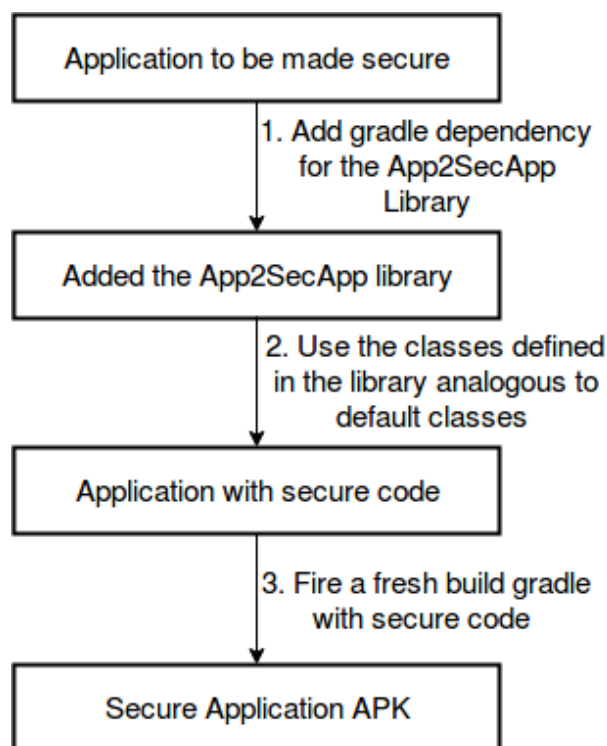 Application to be made secure
1. Add gradle dependency
for the App2SecApp
Library
Added the App2SecApp library
2. Use the classes defined
in the library analogous to
default classes
Application with secure code
3. Fire a fresh build gradle
with secure code
Secure Application APK